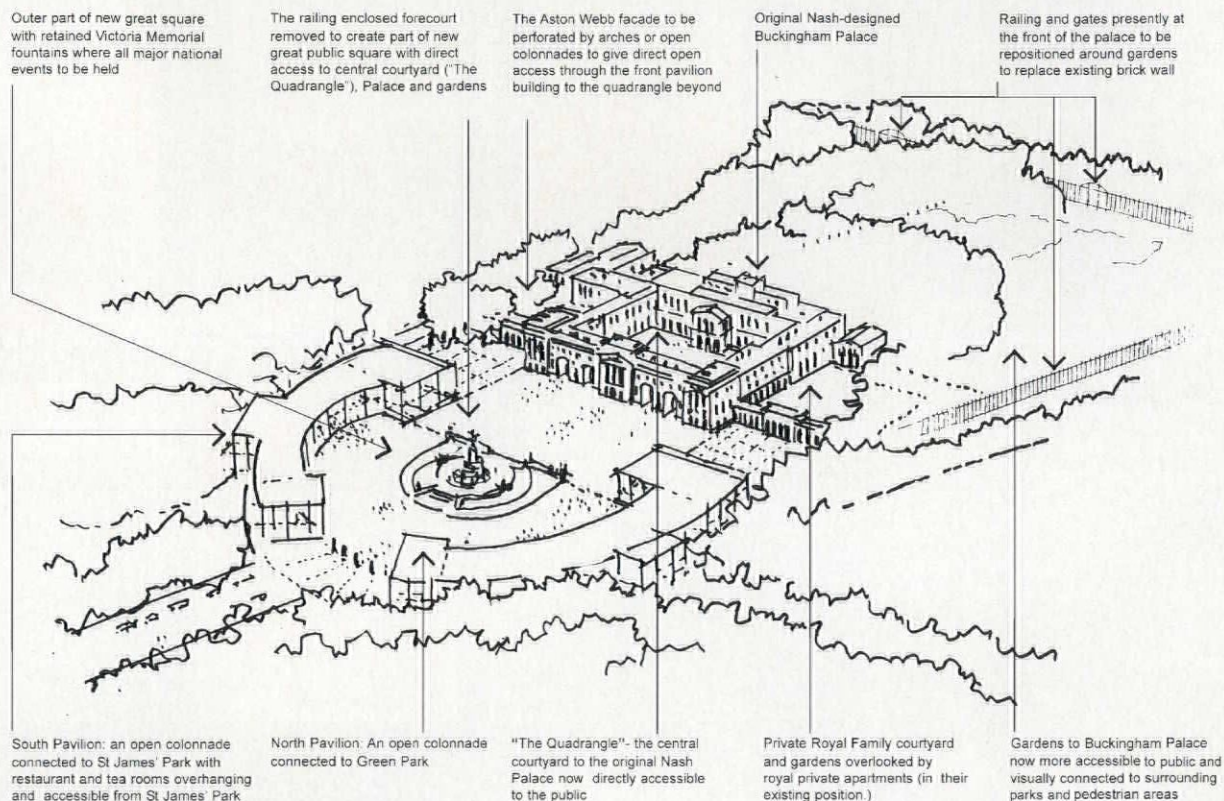 Outer part of new great square
with retained Victoria Memorial
fountains where all major national
events to be held
The railing enclosed forecourt
removed to create part of new
great public square with direct
access to central courtyard ("The
Quadrangle"), Palace and gardens
The Aston Webb facade to be
perforated by arches or open
colonnades to give direct open
access through the front pavilion
building to the quadrangle beyond
Original Nash-designed
Buckingham Palace
Railing and gates presently at
the front of the palace to be
repositioned around gardens
to replace existing brick wall
South Pavilion: an open colonnade
connected to St James' Park with
restaurant and tea rooms overhanging
and accessible from St James' Park
North Pavilion: An open colonnade
connected to Green Park
"The Quadrangle"- the central
courtyard to the original Nash
Palace now directly accessible
to the public
Private Royal Family courtyard
and gardens overlooked by
royal private apartments (in their
existing position.)
Gardens to Buckingham Palace
now more accessible to public and
visually connected to surrounding
parks and pedestrian areas